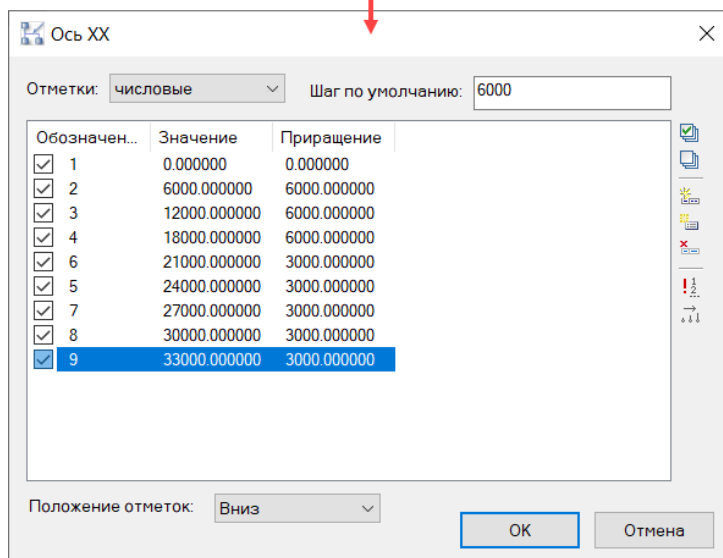 Ось XX
Отметки: числовые Шаг по умолчанию: 6000
Обозначен... Значение Приращение
1 0.000000 0.000000
2 6000.000000 6000.000000
3 12000.000000 6000.000000
4 18000.000000 6000.000000
6 21000.000000 3000.000000
5 24000.000000 3000.000000
7 27000.000000 3000.000000
8 30000.000000 3000.000000
9 33000.000000 3000.000000
Положение отметок: Вниз
OK Отмена